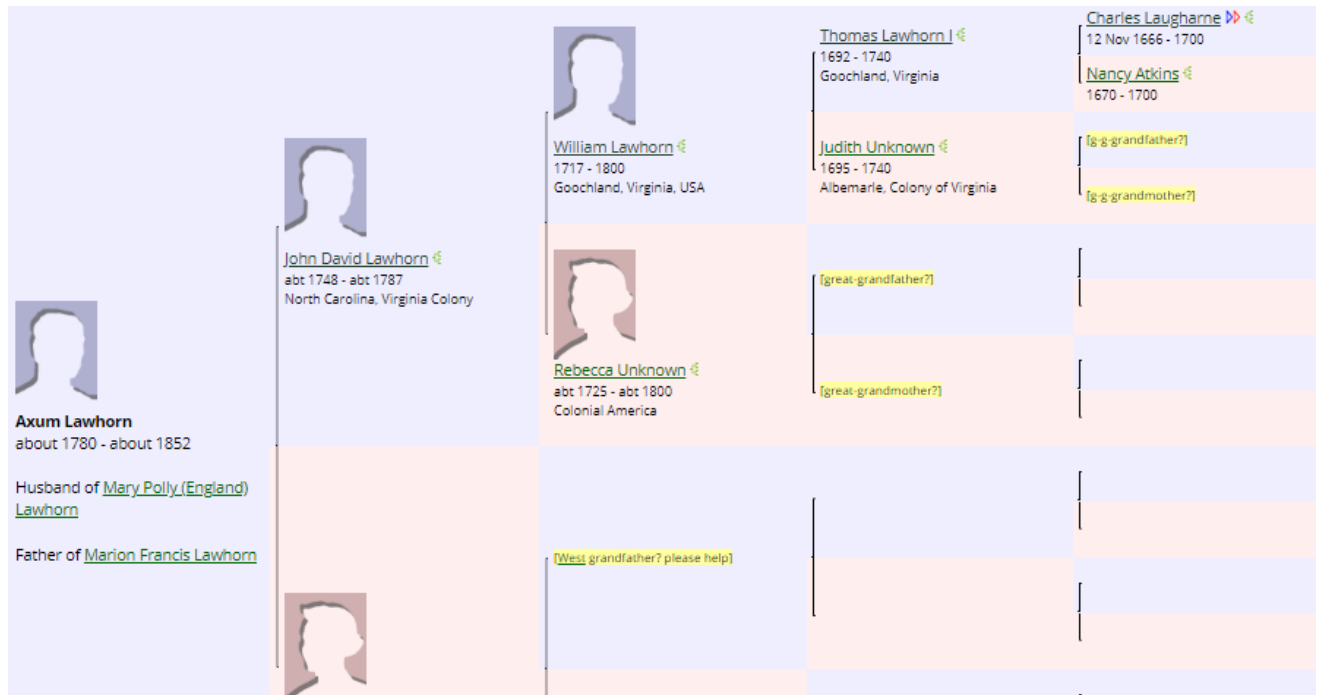 Axum Lawhorn
about 1780 - about 1852
Husband of Mary Polly (England)
Lawhorn
Father of Marion Francis Lawhorn
John David Lawhorn
abt 1748 - abt 1787
North Carolina, Virginia Colony
William Lawhorn
1717 - 1800
Goochland, Virginia, USA
Rebecca Unknown
abt 1725 - abt 1800
Colonial America
[West grandfather? please help]
Thomas Lawhorn I
1692 - 1740
Goochland, Virginia
Judith Unknown
1695 - 1740
Albemarle, Colony of Virginia
[great-grandfather?]
[great-grandmother?]
Charles Laugharne
12 Nov 1666 - 1700
Nancy Atkins
1670 - 1700
[g-g-grandfather?]
[g-g-grandmother?]